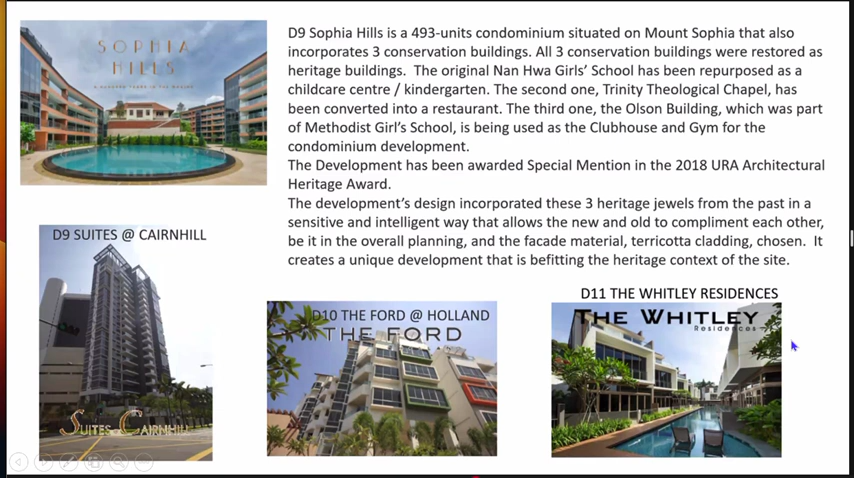 SOPHIA
HILLS
D9 Sophia Hills is a 493-units condominium situated on Mount Sophia that also
incorporates 3 conservation buildings. All 3 conservation buildings were restored as
heritage buildings. The original Nan Hwa Girls' School has been repurposed as a
childcare centre / kindergarten. The second one, Trinity Theological Chapel, has
been converted into a restaurant. The third one, the Olson Building, which was part
of Methodist Girl's School, is being used as the Clubhouse and Gym for the
condominium development.
The Development has been awarded Special Mention in the 2018 URA Architectural
Heritage Award.
The development's design incorporated these 3 heritage jewels from the past in a
sensitive and intelligent way that allows the new and old to compliment each other,
be it in the overall planning, and the facade material, terricotta cladding, chosen. It
creates a unique development that is befitting the heritage context of the site.
D9 SUITES @ CAIRNHILL
SUITES CAIRNHILL
D10 THE FORD @ HOLLAND
THE FORD
D11 THE WHITLEY RESIDENCES
THE WHITLEY
Residences